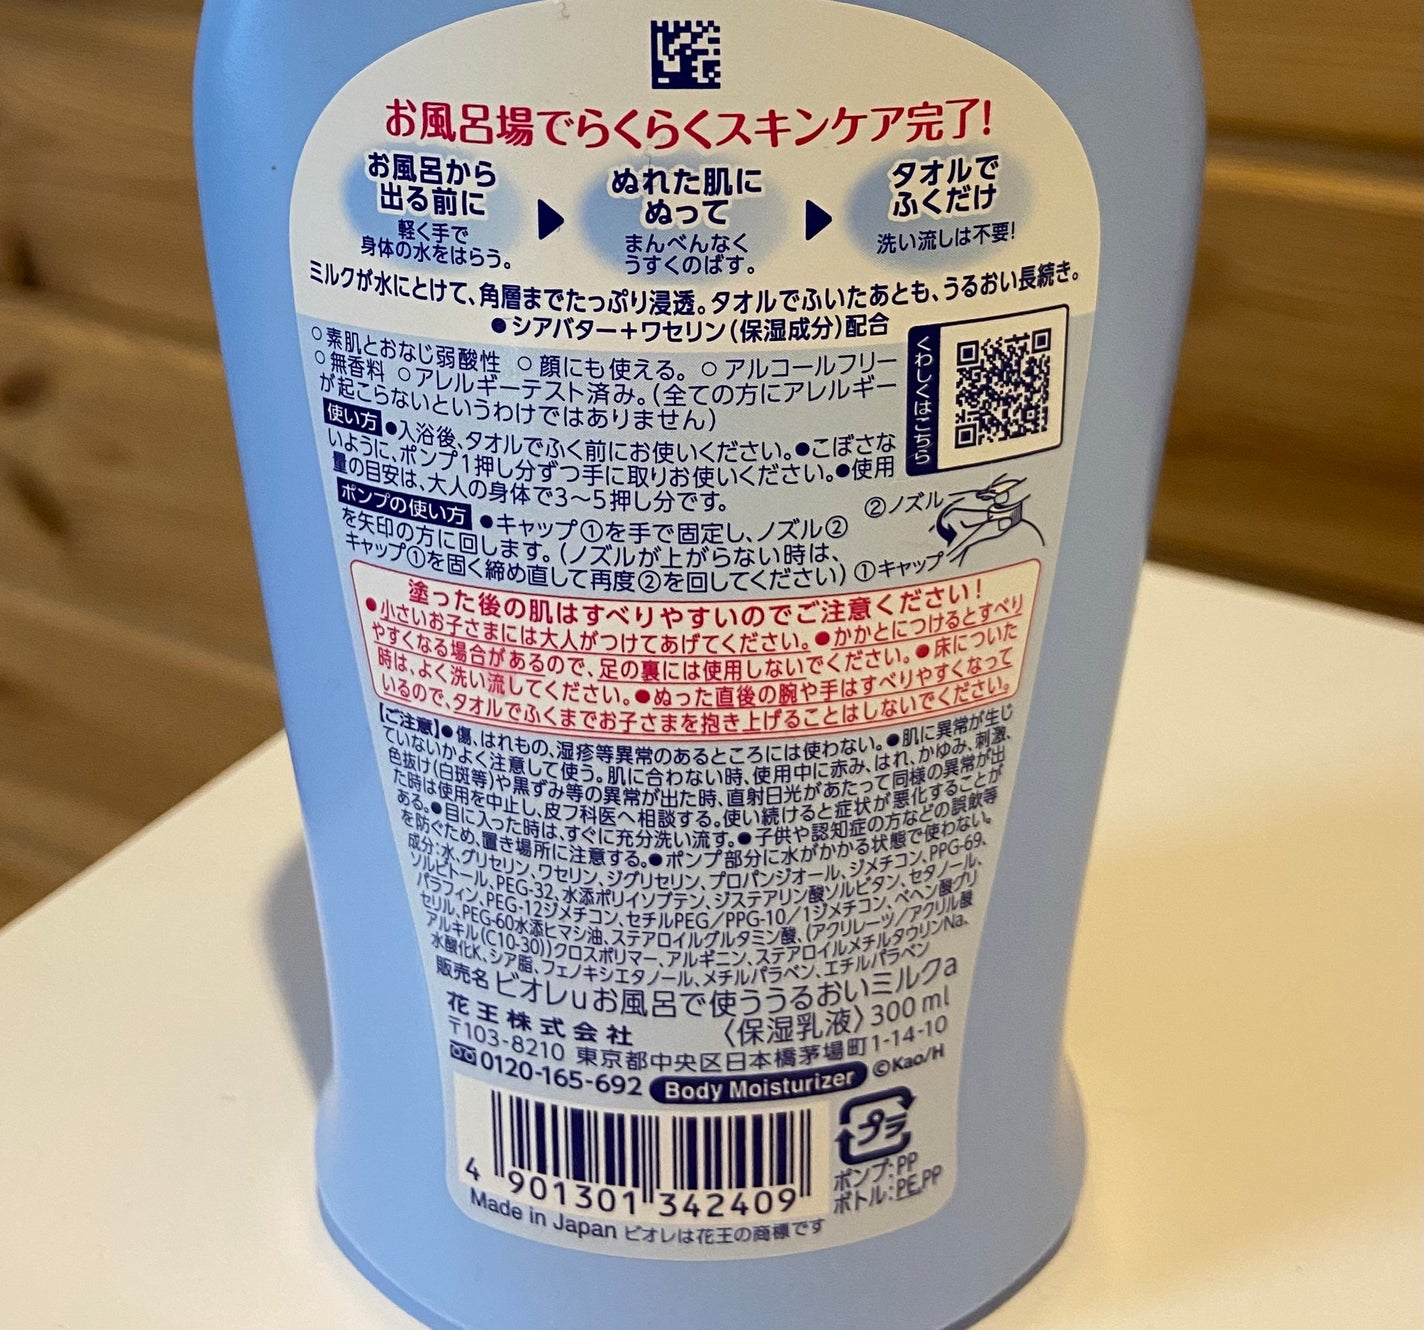 お風呂場でらくらくスキンケア完了!
お風呂から
出る前に
軽く手で
身体の水をはらう。
ぬれた肌に
ぬって
まんべんなく
うすくのばす。
タオルで
ふくだけ
洗い流しは不要!
ミルクが水にとけて、角層までたっぷり浸透。タオルでふいたあとも、うるおい長続き。
●シアバター+ワセリン(保湿成分)配合
○素肌とおなじ弱酸性 ○顔にも使える。 ○アルコールフリー
○無香料 ○アレルギーテスト済み。(全ての方にアレルギー
が起こらないというわけではありません)
くわしくはこちら
使い方 ●入浴後、タオルでふく前にお使いください。●こぼさな
いように、ポンプ1押し分ずつ手に取りお使いください。●使用
量の目安は、大人の身体で3〜5押し分です。
ポンプの使い方 ●キャップ①を手で固定し、ノズル②
を矢印の方に回します。(ノズルが上がらない時は、
キャップ①を固く締め直して再度②を回してください)
②ノズル
①キャップ
塗った後の肌はすべりやすいのでご注意ください!
●小さいお子さまには大人がつけてあげてください。●かかとにつけるとすべり
やすくなる場合があるので、足の裏には使用しないでください。●床についた
時は、よく洗い流してください。●ぬった直後の腕や手はすべりやすくなって
いるので、タオルでふくまでお子さまを抱き上げることはしないでください。
【ご注意】●傷、はれもの、湿疹等異常のあるところには使わない。●肌に異常が生じ
ていないかよく注意して使う。肌に合わない時、使用中に赤み、はれ、かゆみ、刺激、
色抜け(白斑等)や黒ずみ等の異常が出た時、直射日光があたって同様の異常が出
た時は使用を中止し、皮フ科医へ相談する。使い続けると症状が悪化することが
ある。●目に入った時は、すぐに充分洗い流す。●子供や認知症の方などの誤飲等
を防ぐため、置き場所に注意する。●ポンプ部分に水がかかる状態で使わない。
成分:水、グリセリン、ワセリン、ジグリセリン、プロパンジオール、ジメチコン、PPG-69、
ソルビトール、PEG-32、水添ポリイソブテン、ジステアリン酸ソルビタン、セタノール、
パラフィン、PEG-12ジメチコン、セチルPEG/PPG-10/1ジメチコン、ベヘン酸グリ
セリル、PEG-60水添ヒマシ油、ステアロイルグルタミン酸、(アクリレーツ/アクリル酸
アルキル(C10-30))クロスポリマー、アルギニン、ステアロイルメチルタウリンNa、
水酸化K、シア脂、フェノキシエタノール、メチルパラベン、エチルパラベン
販売名 ビオレu お風呂で使ううるおいミルクa
花王株式会社 〈保湿乳液〉300 ml
〒103-8210 東京都中央区日本橋茅場町1-14-10
0120-165-692 Body Moisturizer ©Kao/H
4 901301 342409
プラ
ポンプ:PP
ボトル:PE,PP
Made in Japan ビオレは花王の商標です